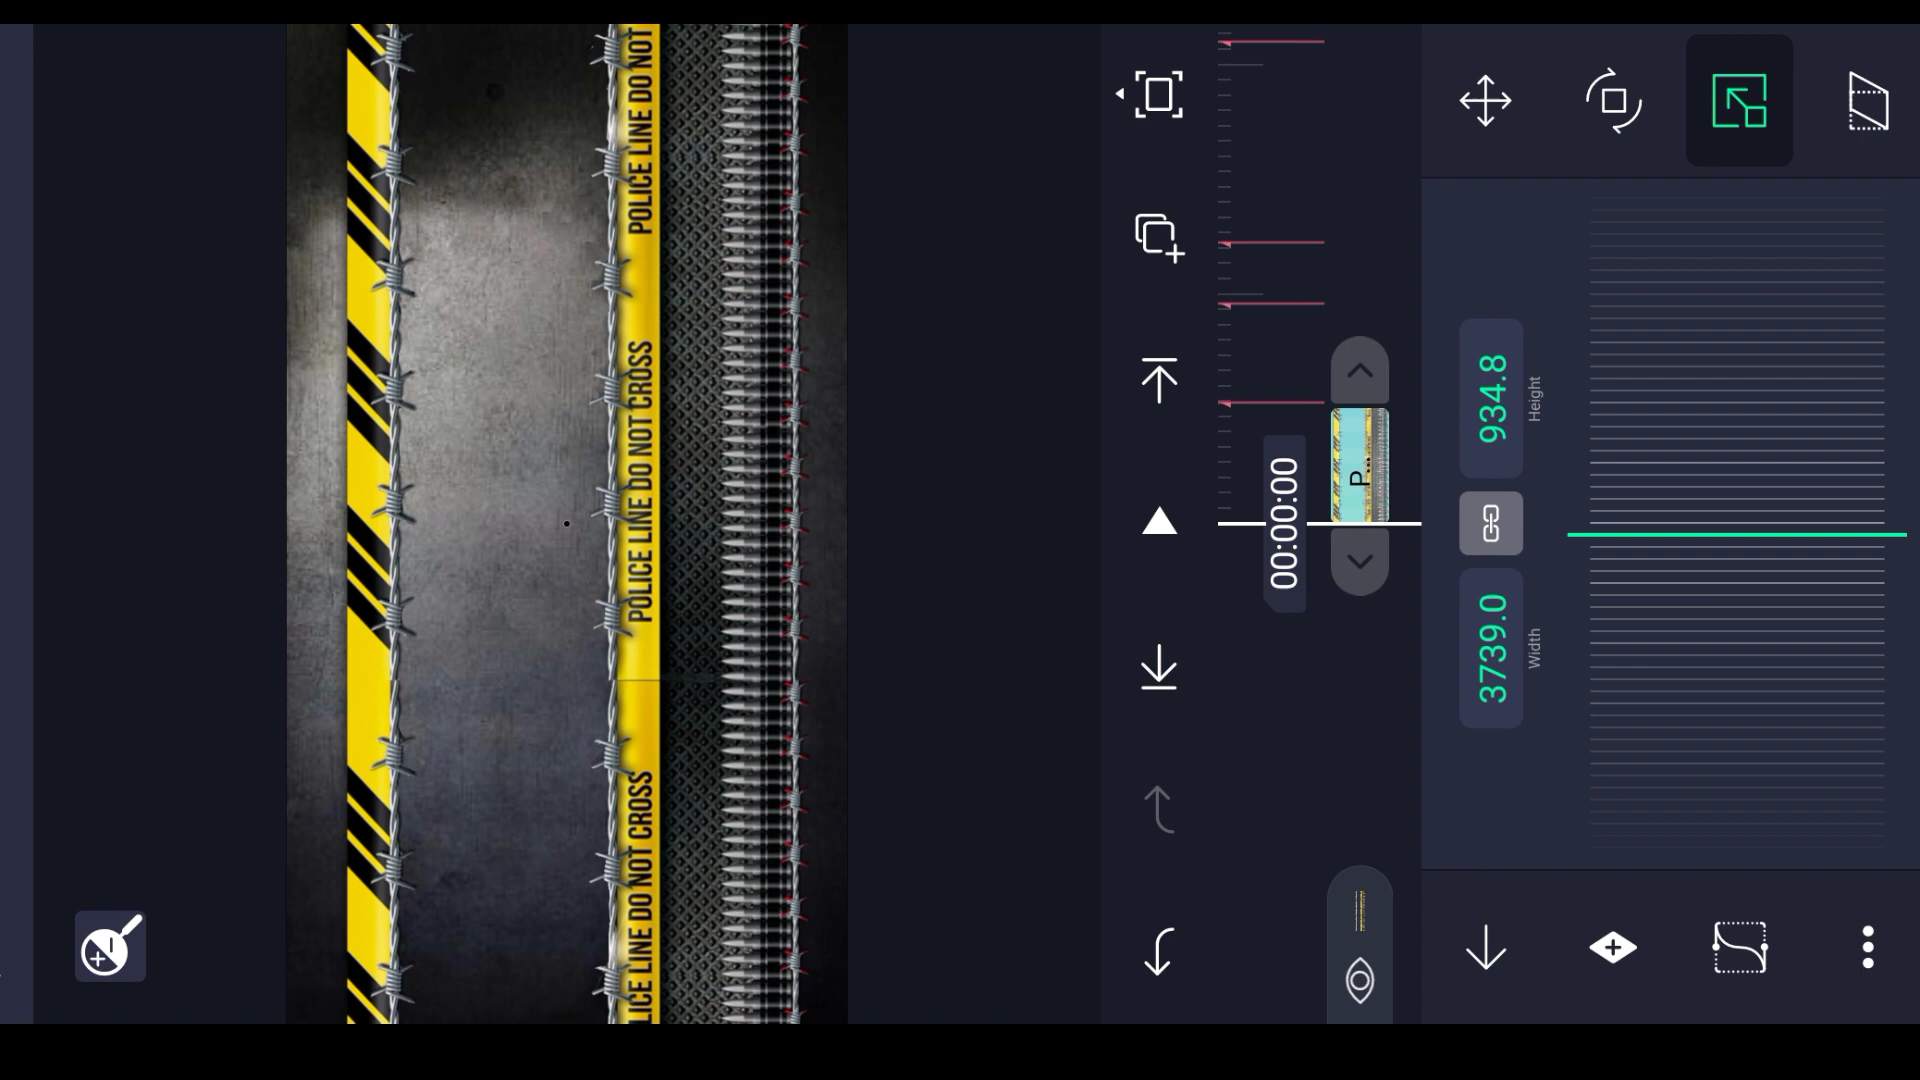 POLICE LINE DO NOT CROSS
POLICE LINE DO NOT
LICE LINE DO NOT CROSS
00:00:00
P...
3739.0
Width
934.8
Height